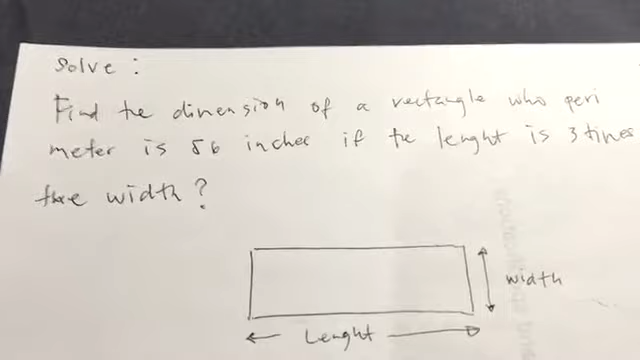 Solve :
Find the dimension of a rectangle who peri
meter is 56 inches if the lenght is 3 times
the width ?
width
Lenght